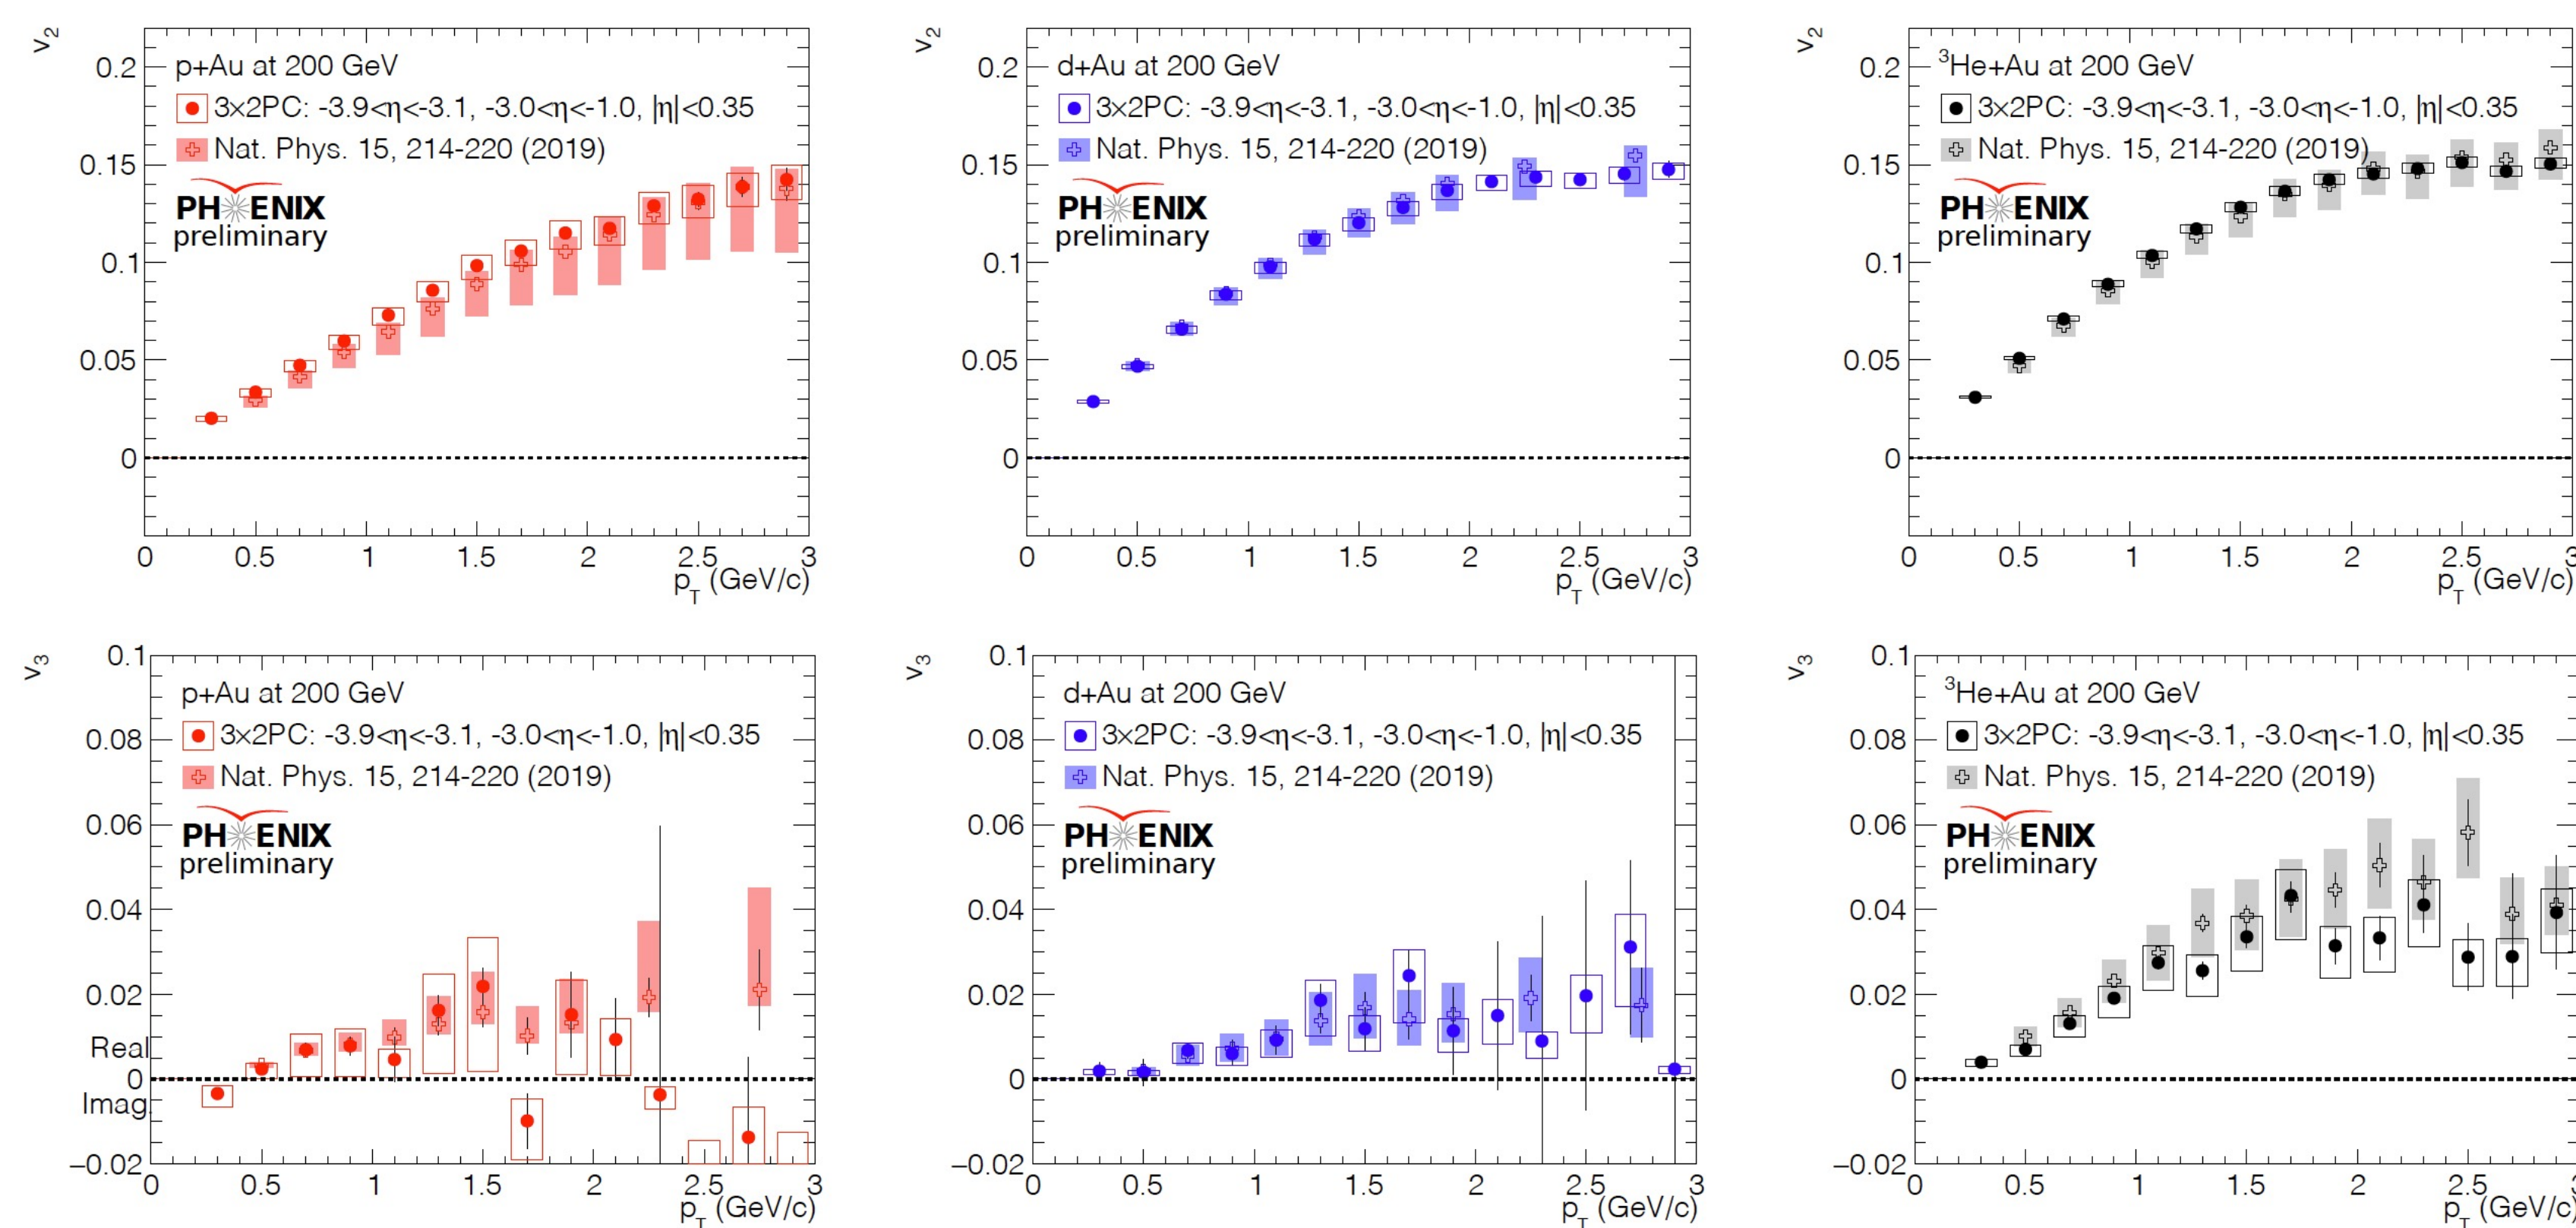 v2
0.2
0.15
0.1
0.05
0
p+Au at 200 GeV
3×2PC: -3.9<η<-3.1, -3.0<η<-1.0, |η|<0.35
Nat. Phys. 15, 214-220 (2019)
PHENIX
preliminary
0 0.5 1 1.5 2 2.5 3
pT (GeV/c)
v2
0.2
0.15
0.1
0.05
0
d+Au at 200 GeV
3×2PC: -3.9<η<-3.1, -3.0<η<-1.0, |η|<0.35
Nat. Phys. 15, 214-220 (2019)
PHENIX
preliminary
0 0.5 1 1.5 2 2.5 3
pT (GeV/c)
v2
0.2
0.15
0.1
0.05
0
3He+Au at 200 GeV
3×2PC: -3.9<η<-3.1, -3.0<η<-1.0, |η|<0.35
Nat. Phys. 15, 214-220 (2019)
PHENIX
preliminary
0 0.5 1 1.5 2 2.5 3
pT (GeV/c)
v3
0.1
0.08
0.06
0.04
0.02
Real
0
Imag.
−0.02
p+Au at 200 GeV
3×2PC: -3.9<η<-3.1, -3.0<η<-1.0, |η|<0.35
Nat. Phys. 15, 214-220 (2019)
PHENIX
preliminary
0 0.5 1 1.5 2 2.5 3
pT (GeV/c)
v3
0.1
0.08
0.06
0.04
0.02
0
−0.02
d+Au at 200 GeV
3×2PC: -3.9<η<-3.1, -3.0<η<-1.0, |η|<0.35
Nat. Phys. 15, 214-220 (2019)
PHENIX
preliminary
0 0.5 1 1.5 2 2.5 3
pT (GeV/c)
v3
0.1
0.08
0.06
0.04
0.02
0
−0.02
3He+Au at 200 GeV
3×2PC: -3.9<η<-3.1, -3.0<η<-1.0, |η|<0.35
Nat. Phys. 15, 214-220 (2019)
PHENIX
preliminary
0 0.5 1 1.5 2 2.5 3
pT (GeV/c)